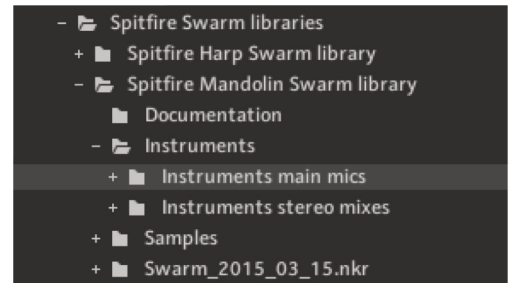 Spitfire Swarm libraries
Spitfire Harp Swarm library
Spitfire Mandolin Swarm library
Documentation
Instruments
Instruments main mics
Instruments stereo mixes
Samples
Swarm_2015_03_15.nkr